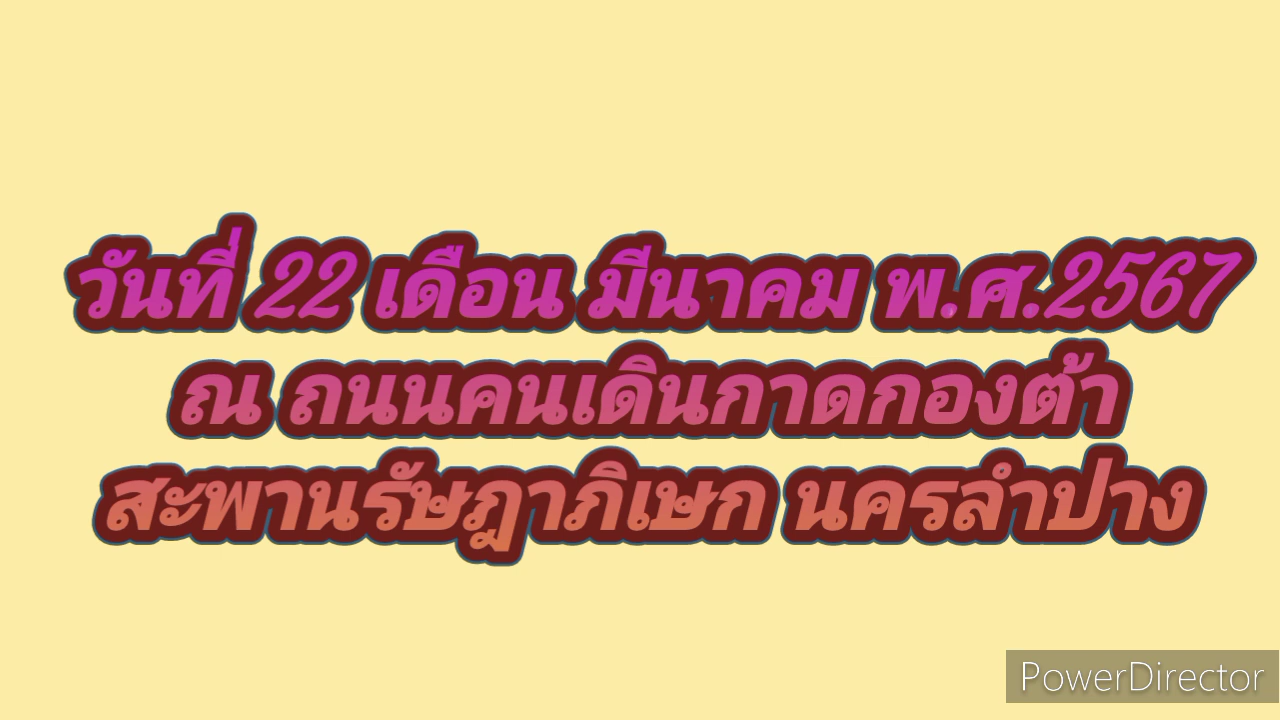 วันที่ 22 เดือน มีนาคม พ.ศ.2567
ณ ถนนคนเดินกาดกองต้า
สะพานรัษฎาภิเษก นครลำปาง
PowerDirector